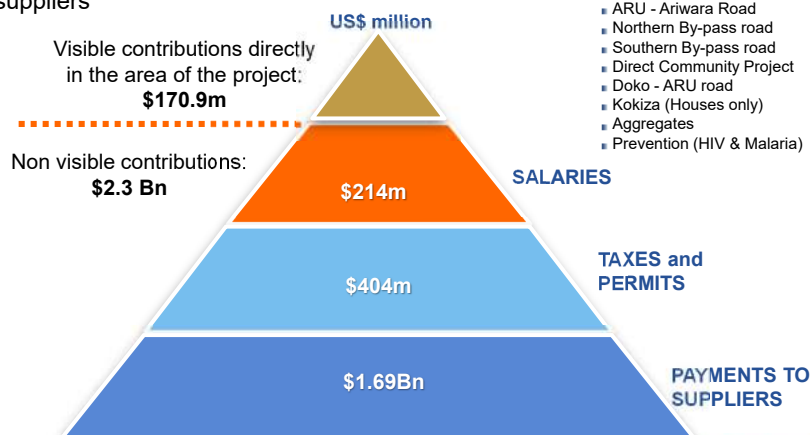 suppliers
US$ million
Visible contributions directly
in the area of the project:
$170.9m
Non visible contributions:
$2.3 Bn
ARU - Ariwara Road
Northern By-pass road
Southern By-pass road
Direct Community Project
Doko - ARU road
Kokiza (Houses only)
Aggregates
Prevention (HIV & Malaria)
$214m
SALARIES
$404m
TAXES and
PERMITS
$1.69Bn
PAYMENTS TO
SUPPLIERS